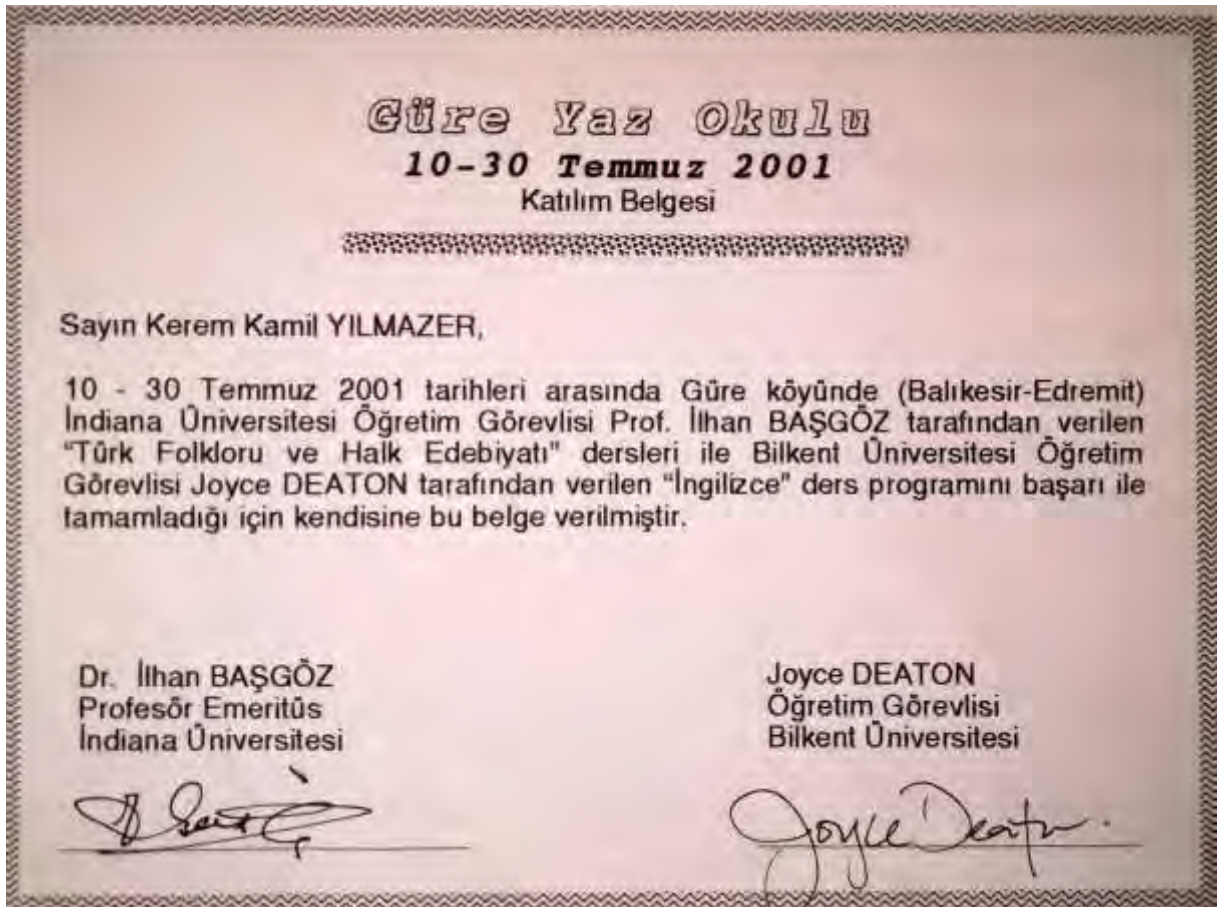 Güre Yaz Okulu
10-30 Temmuz 2001
Katılım Belgesi
Sayın Kerem Kamil YILMAZER,
10 - 30 Temmuz 2001 tarihleri arasında Güre köyünde (Balıkesir-Edremit)
İndiana Üniversitesi Öğretim Görevlisi Prof. İlhan BAŞGÖZ tarafından verilen
"Türk Folkloru ve Halk Edebiyatı" dersleri ile Bilkent Üniversitesi Öğretim
Görevlisi Joyce DEATON tarafından verilen "İngilizce" ders programını başarı ile
tamamladığı için kendisine bu belge verilmiştir.
Dr. İlhan BAŞGÖZ
Profesör Emeritüs
İndiana Üniversitesi
Joyce DEATON
Öğretim Görevlisi
Bilkent Üniversitesi
Joyce Deaton